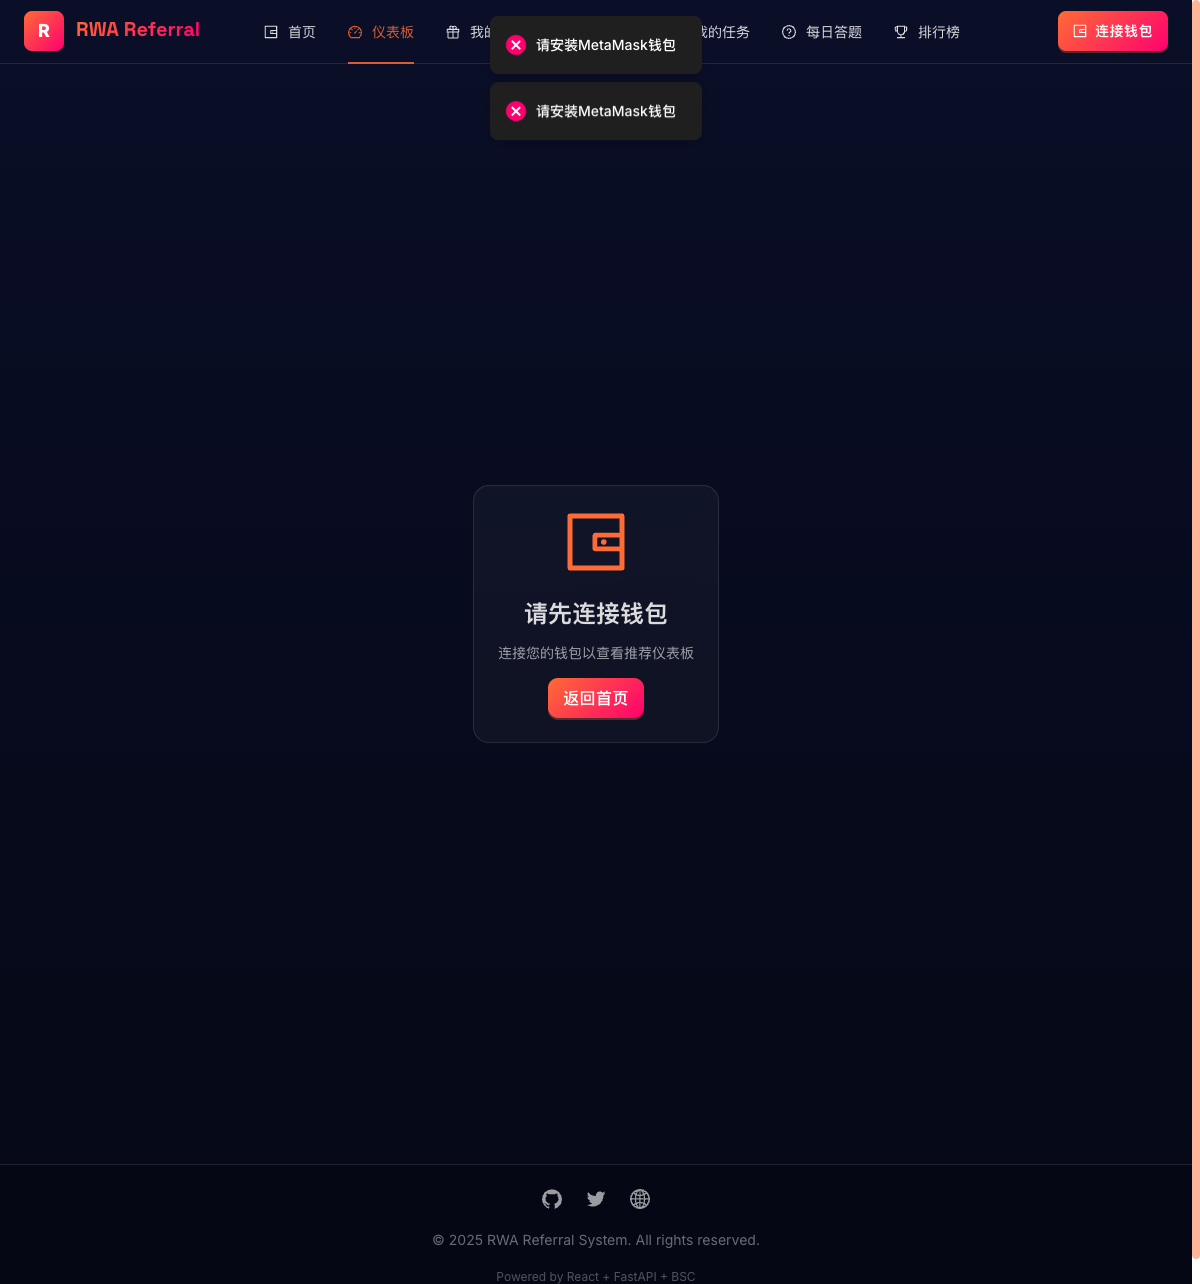 R RWA Referral 首页 仪表板 我的 我的任务 每日答题 排行榜 连接钱包
请安装MetaMask钱包
请安装MetaMask钱包
请先连接钱包
连接您的钱包以查看推荐仪表板
返回首页
© 2025 RWA Referral System. All rights reserved.
Powered by React + FastAPI + BSC